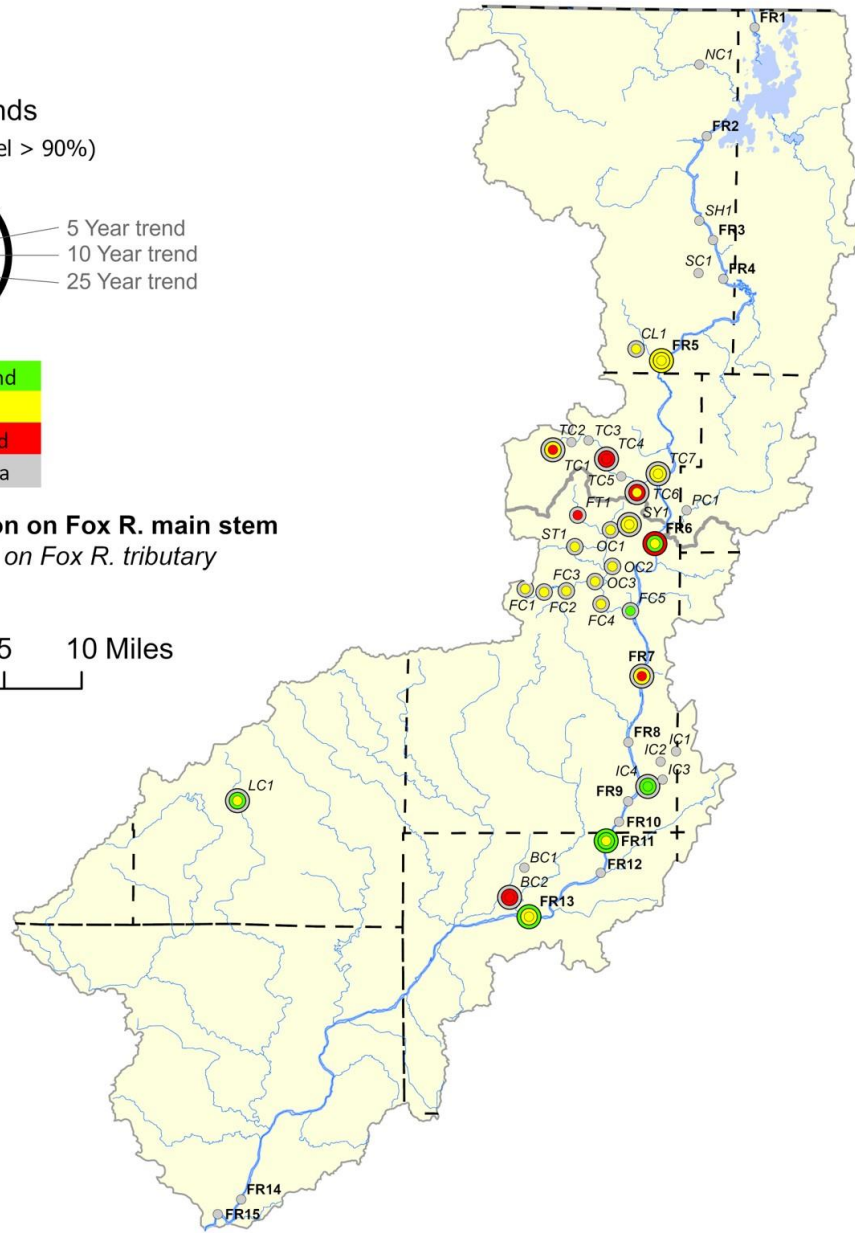 nds
el > 90%)
5 Year trend
10 Year trend
25 Year trend
nd
d
a
on on Fox R. main stem
on Fox R. tributary
5 10 Miles
FR1
NC1
FR2
SH1
FR3
SC1
FR4
CL1
FR5
TC2
TC3
TC4
TC1
TC5
TC7
TC6
FT1
PC1
SY1
FR6
ST1
OC1
OC2
FC3
OC3
FC1
FC2
FC4
FC5
FR7
FR8
IC1
IC2
IC4
IC3
LC1
FR9
FR10
FR11
BC1
FR12
BC2
FR13
FR14
FR15